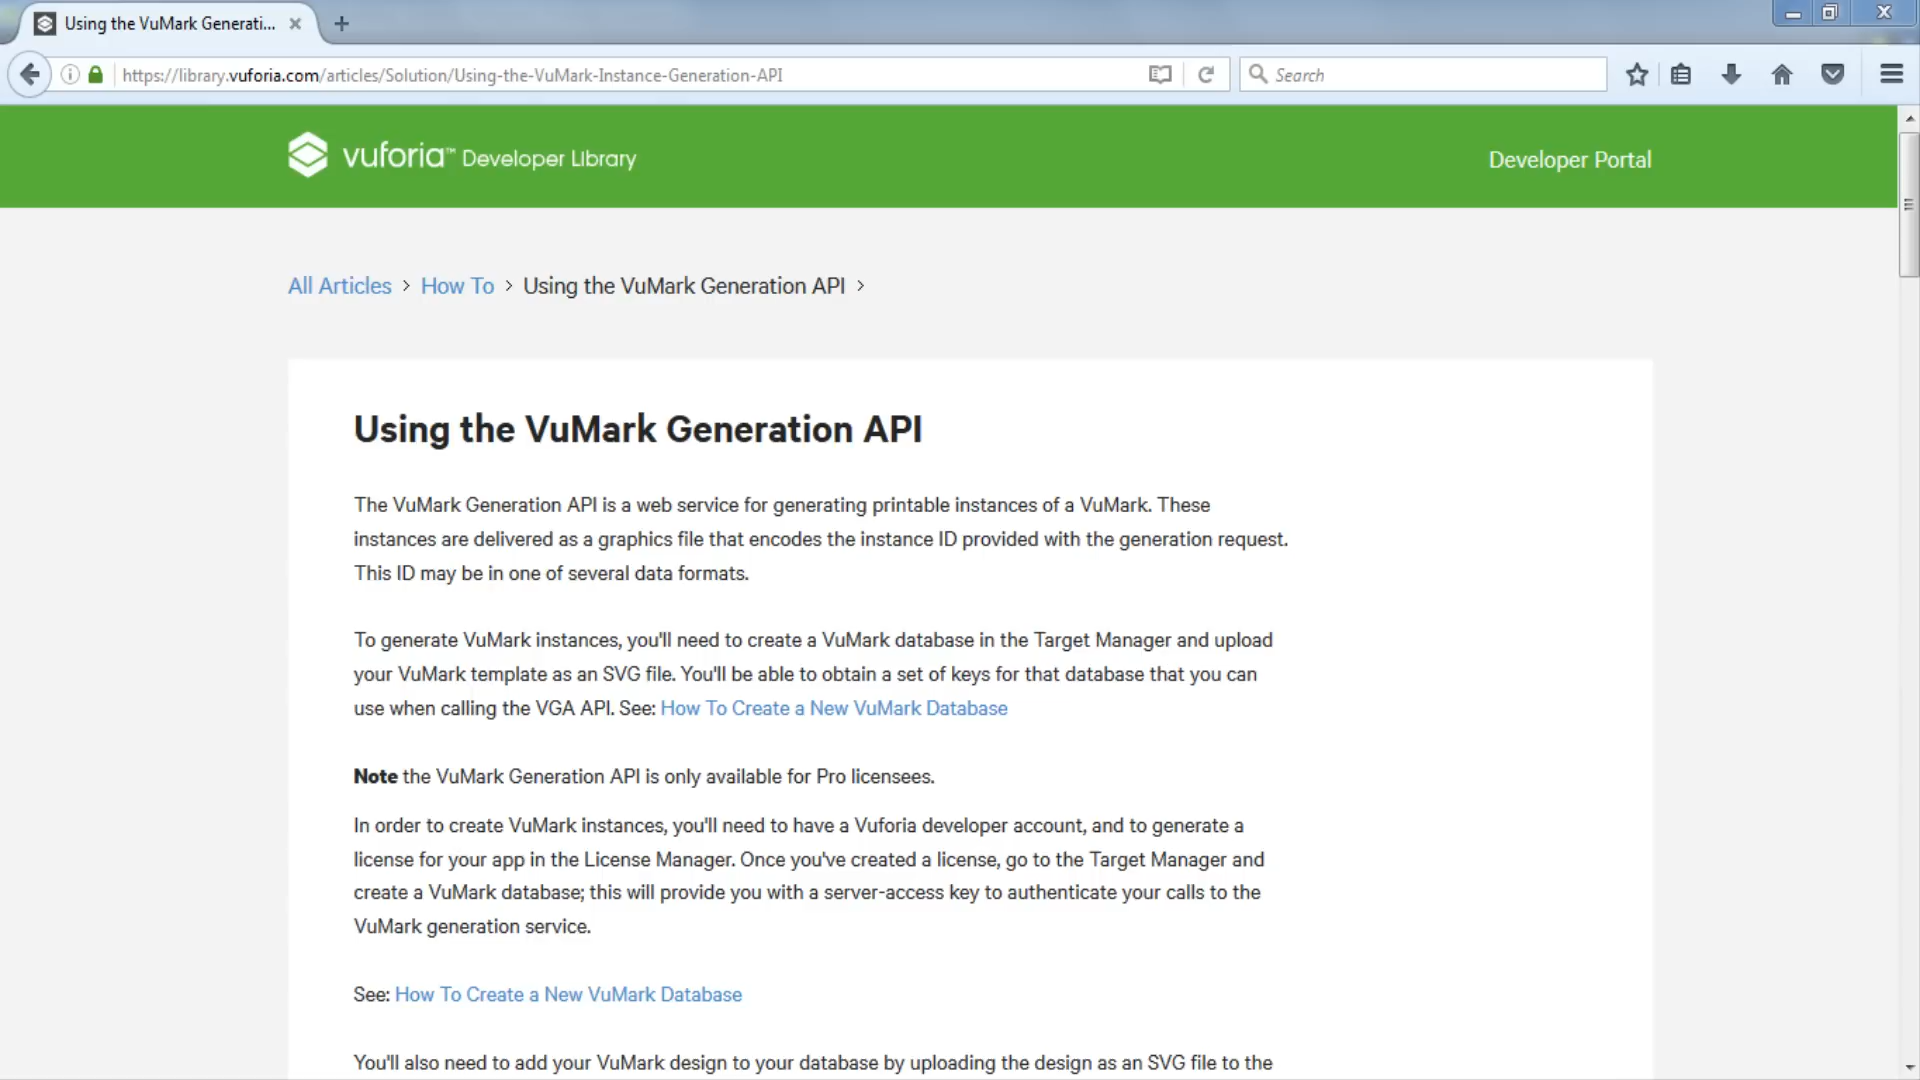 Using the VuMark Generati...
https://library.vuforia.com/articles/Solution/Using-the-VuMark-Instance-Generation-API
Search
vuforia™ Developer Library
Developer Portal
All Articles > How To > Using the VuMark Generation API >
Using the VuMark Generation API
The VuMark Generation API is a web service for generating printable instances of a VuMark. These
instances are delivered as a graphics file that encodes the instance ID provided with the generation request.
This ID may be in one of several data formats.
To generate VuMark instances, you'll need to create a VuMark database in the Target Manager and upload
your VuMark template as an SVG file. You'll be able to obtain a set of keys for that database that you can
use when calling the VGA API. See: How To Create a New VuMark Database
Note the VuMark Generation API is only available for Pro licensees.
In order to create VuMark instances, you'll need to have a Vuforia developer account, and to generate a
license for your app in the License Manager. Once you've created a license, go to the Target Manager and
create a VuMark database; this will provide you with a server-access key to authenticate your calls to the
VuMark generation service.
See: How To Create a New VuMark Database
You'll also need to add your VuMark design to your database by uploading the design as an SVG file to the